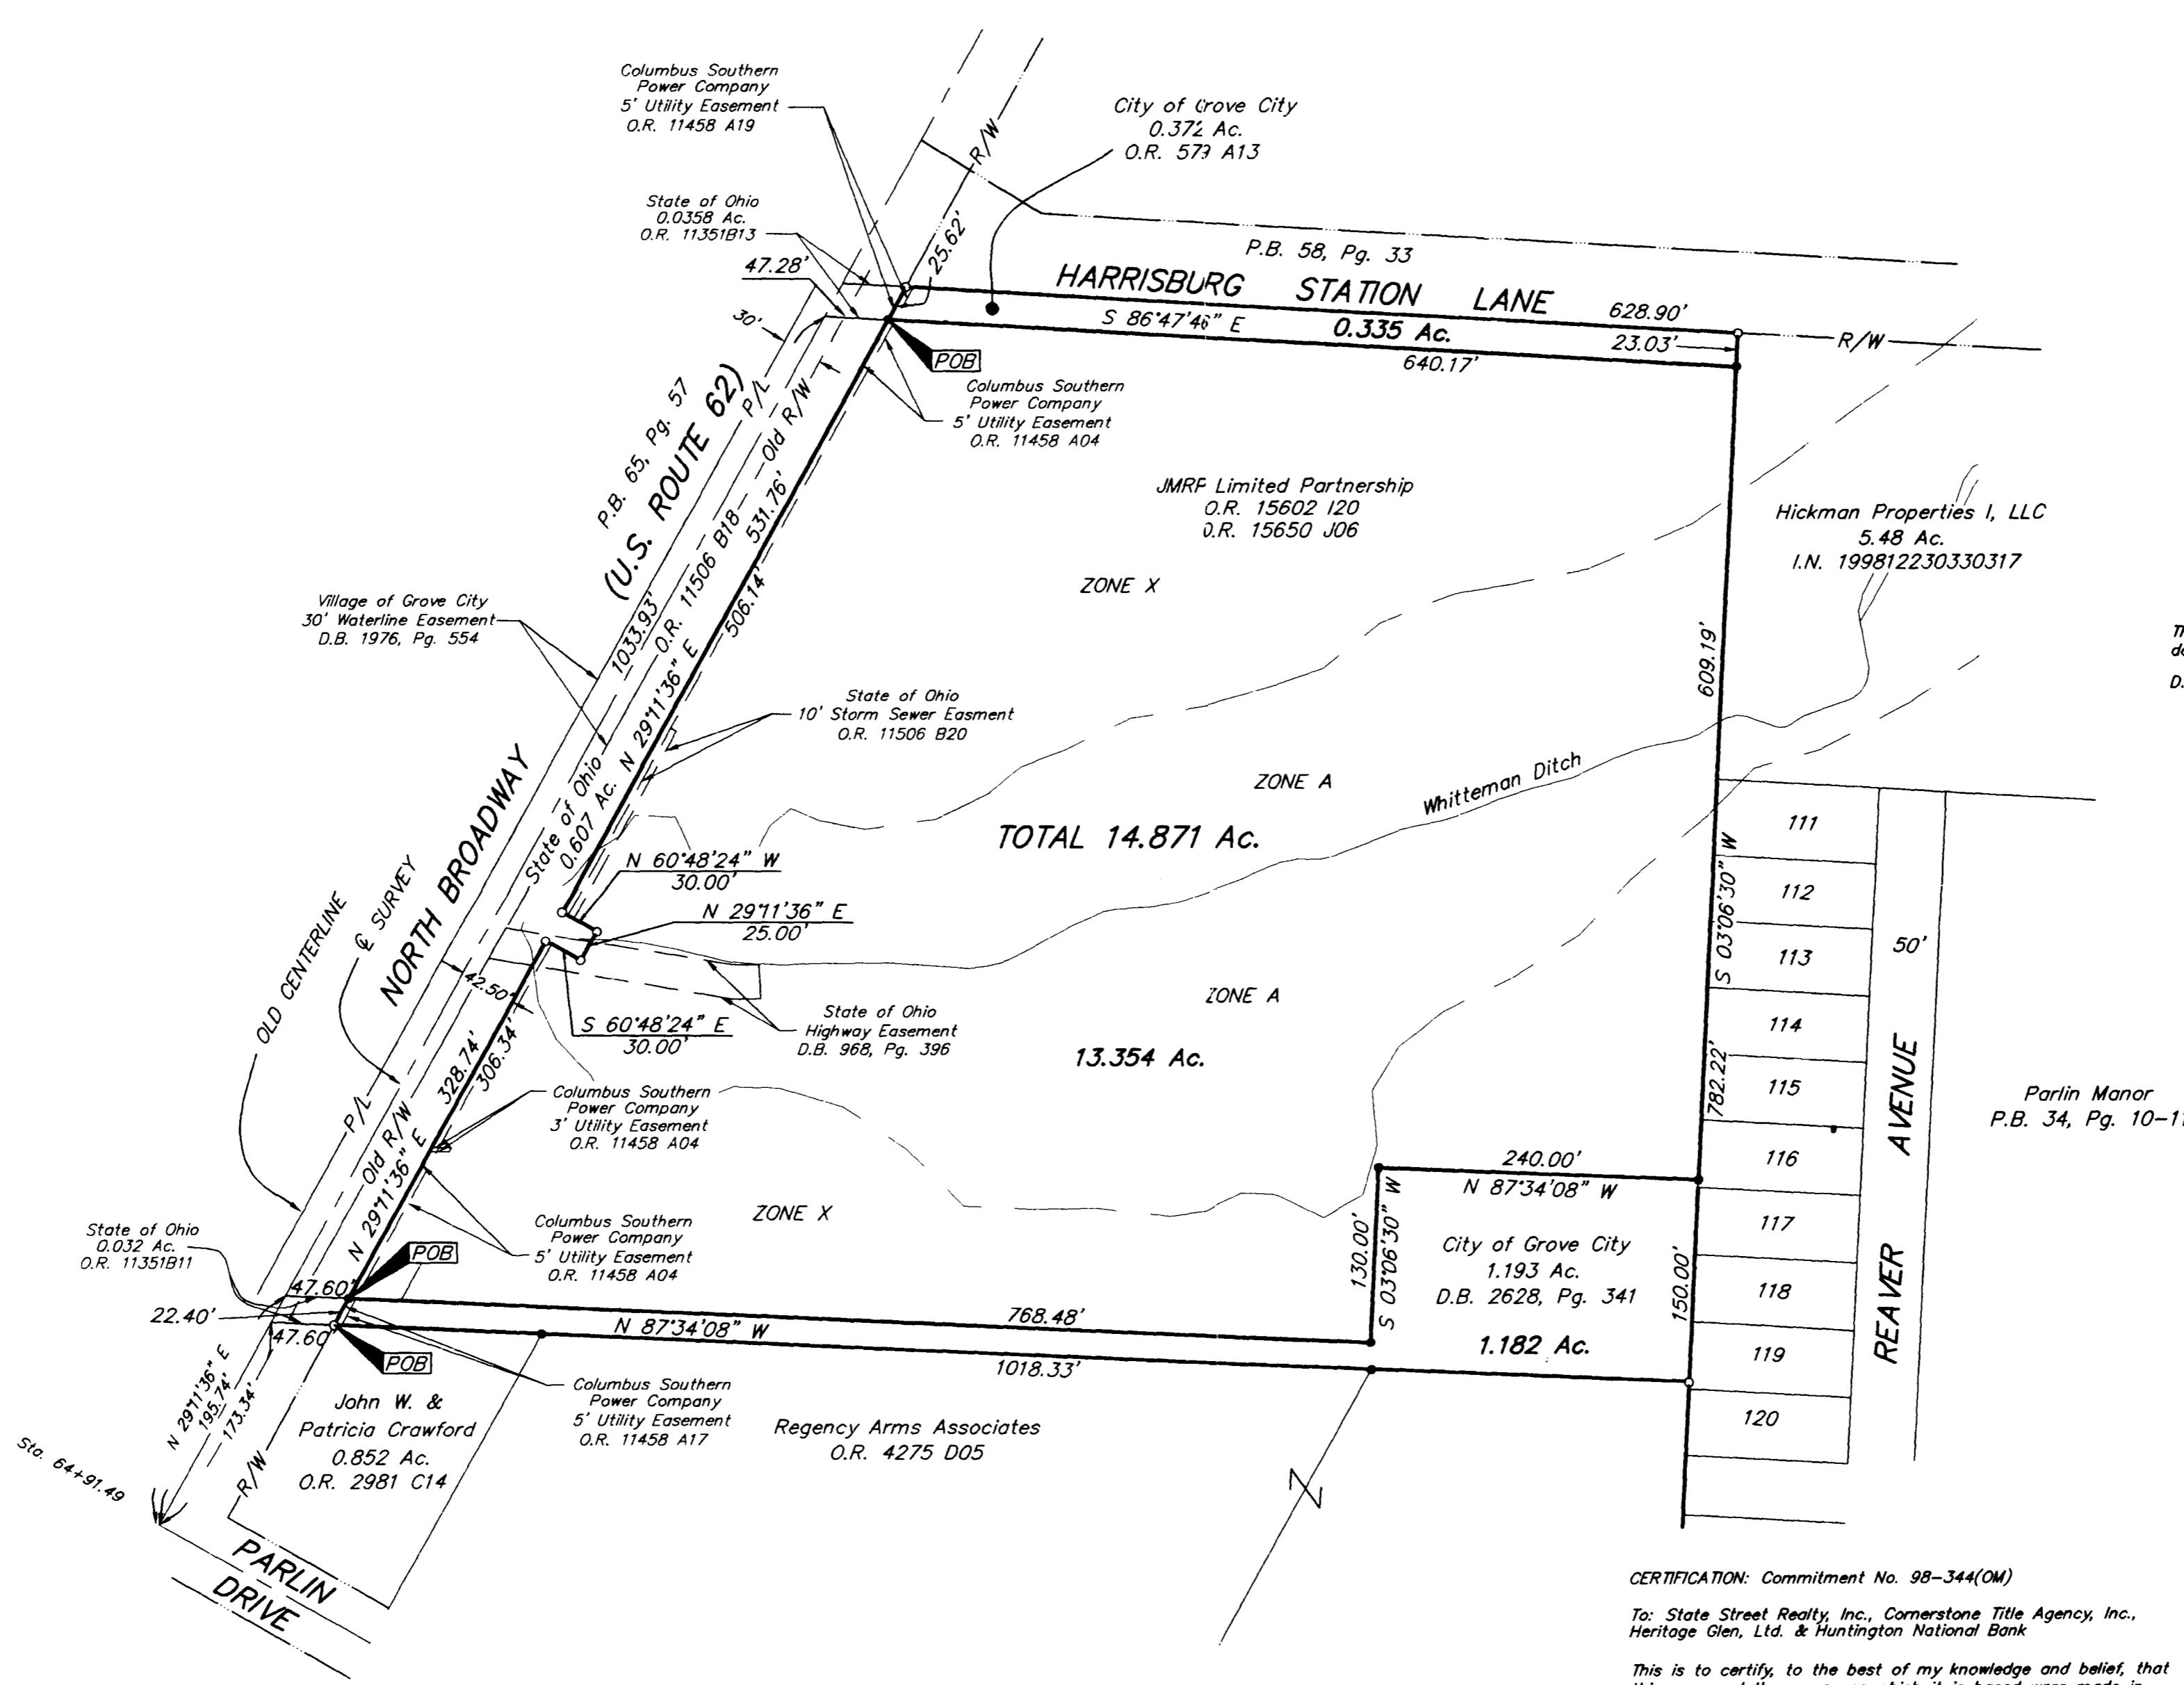 Columbus Southern
Power Company
5' Utility Easement
O.R. 11458 A19
City of Grove City
0.372 Ac.
O.R. 579 A13
R/W
State of Ohio
0.0358 Ac.
O.R. 11351B13
47.28'
30'
25.62'
P.B. 58, Pg. 33
HARRISBURG STATION LANE
628.90'
S 86°47'46" E
0.335 Ac.
23.03'
R/W
640.17'
POB
Columbus Southern
Power Company
5' Utility Easement
O.R. 11458 A04
P.B. 65, Pg. 57
(U.S. ROUTE 62)
P/L
Old R/W
531.76'
O.R. 11506 B18
506.14'
1033.93'
N 29°11'36" E
JMRF Limited Partnership
O.R. 15602 I20
O.R. 15650 J06
Hickman Properties I, LLC
5.48 Ac.
I.N. 199812230330317
ZONE X
Village of Grove City
30' Waterline Easement
D.B. 1976, Pg. 554
609.19'
D.
State of Ohio
10' Storm Sewer Easment
O.R. 11506 B20
NORTH BROADWAY
State of Ohio
0.607 Ac.
ZONE A
Whitteman Ditch
TOTAL 14.871 Ac.
111
112
113
114
115
116
117
118
119
120
S 03°06'30" W
782.22'
50'
REAVER AVENUE
Parlin Manor
P.B. 34, Pg. 10-11
N 60°48'24" W
30.00'
N 29°11'36" E
25.00'
OLD CENTERLINE
℄ SURVEY
42.50'
S 60°48'24" E
30.00'
State of Ohio
Highway Easement
D.B. 968, Pg. 396
ZONE A
13.354 Ac.
328.74'
306.34'
Columbus Southern
Power Company
3' Utility Easement
O.R. 11458 A04
P/L
Old R/W
N 29°11'36" E
240.00'
N 87°34'08" W
130.00'
S 03°06'30" W
City of Grove City
1.193 Ac.
D.B. 2628, Pg. 341
1.182 Ac.
150.00'
ZONE X
Columbus Southern
Power Company
5' Utility Easement
O.R. 11458 A04
State of Ohio
0.032 Ac.
O.R. 11351B11
POB
47.60'
22.40'
47.60'
768.48'
N 87°34'08" W
1018.33'
POB
N 29°11'36" E
195.74'
173.34'
R/W
Sta. 64+91.49
John W. &
Patricia Crawford
0.852 Ac.
O.R. 2981 C14
Columbus Southern
Power Company
5' Utility Easement
O.R. 11458 A17
Regency Arms Associates
O.R. 4275 D05
PARLIN
DRIVE
N
CERTIFICATION: Commitment No. 98-344(OM)
To: State Street Realty, Inc., Cornerstone Title Agency, Inc.,
Heritage Glen, Ltd. & Huntington National Bank
This is to certify, to the best of my knowledge and belief, that